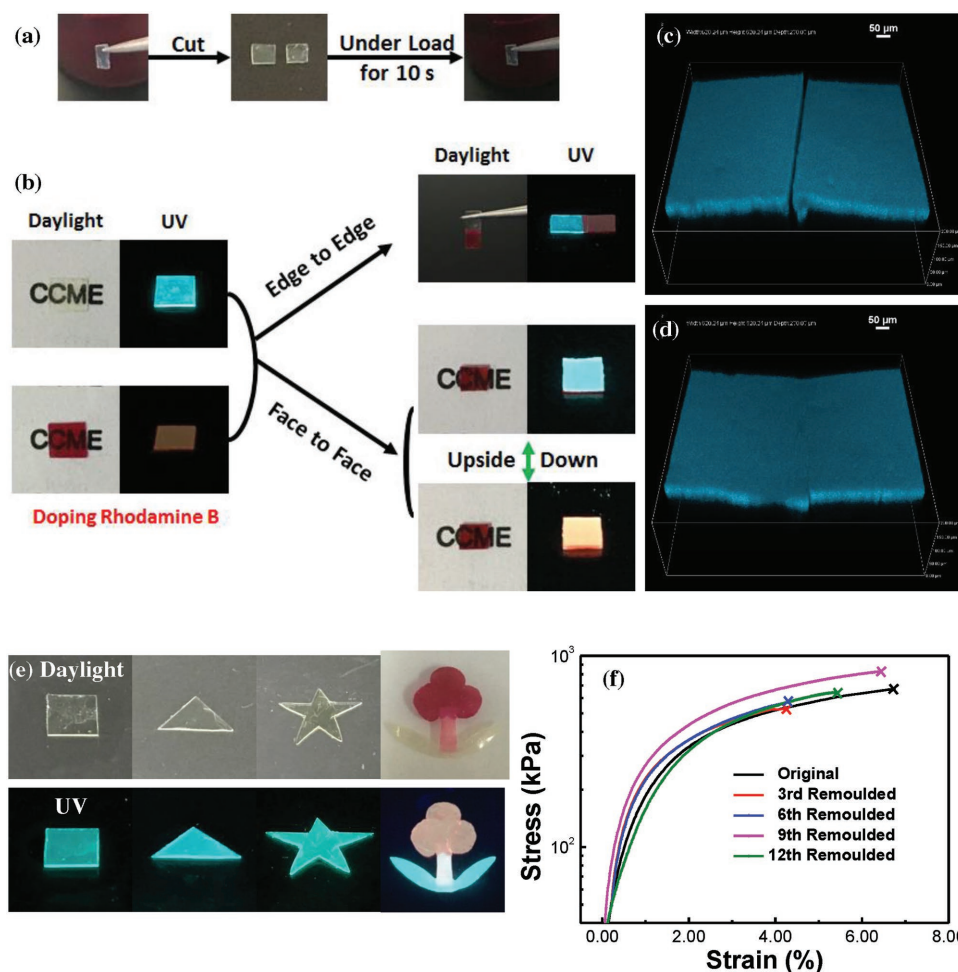 (a)
Cut
Under Load
for 10 s
(b)
Daylight UV
CCME
CCME
Doping Rhodamine B
Edge to Edge
Face to Face
Daylight UV
CCME
Upside Down
CCME
(c)
50 µm
(d)
50 µm
(e) Daylight
UV
(f)
Stress (kPa)
10³
10²
Original
3rd Remoulded
6th Remoulded
9th Remoulded
12th Remoulded
0.00 2.00 4.00 6.00 8.00
Strain (%)